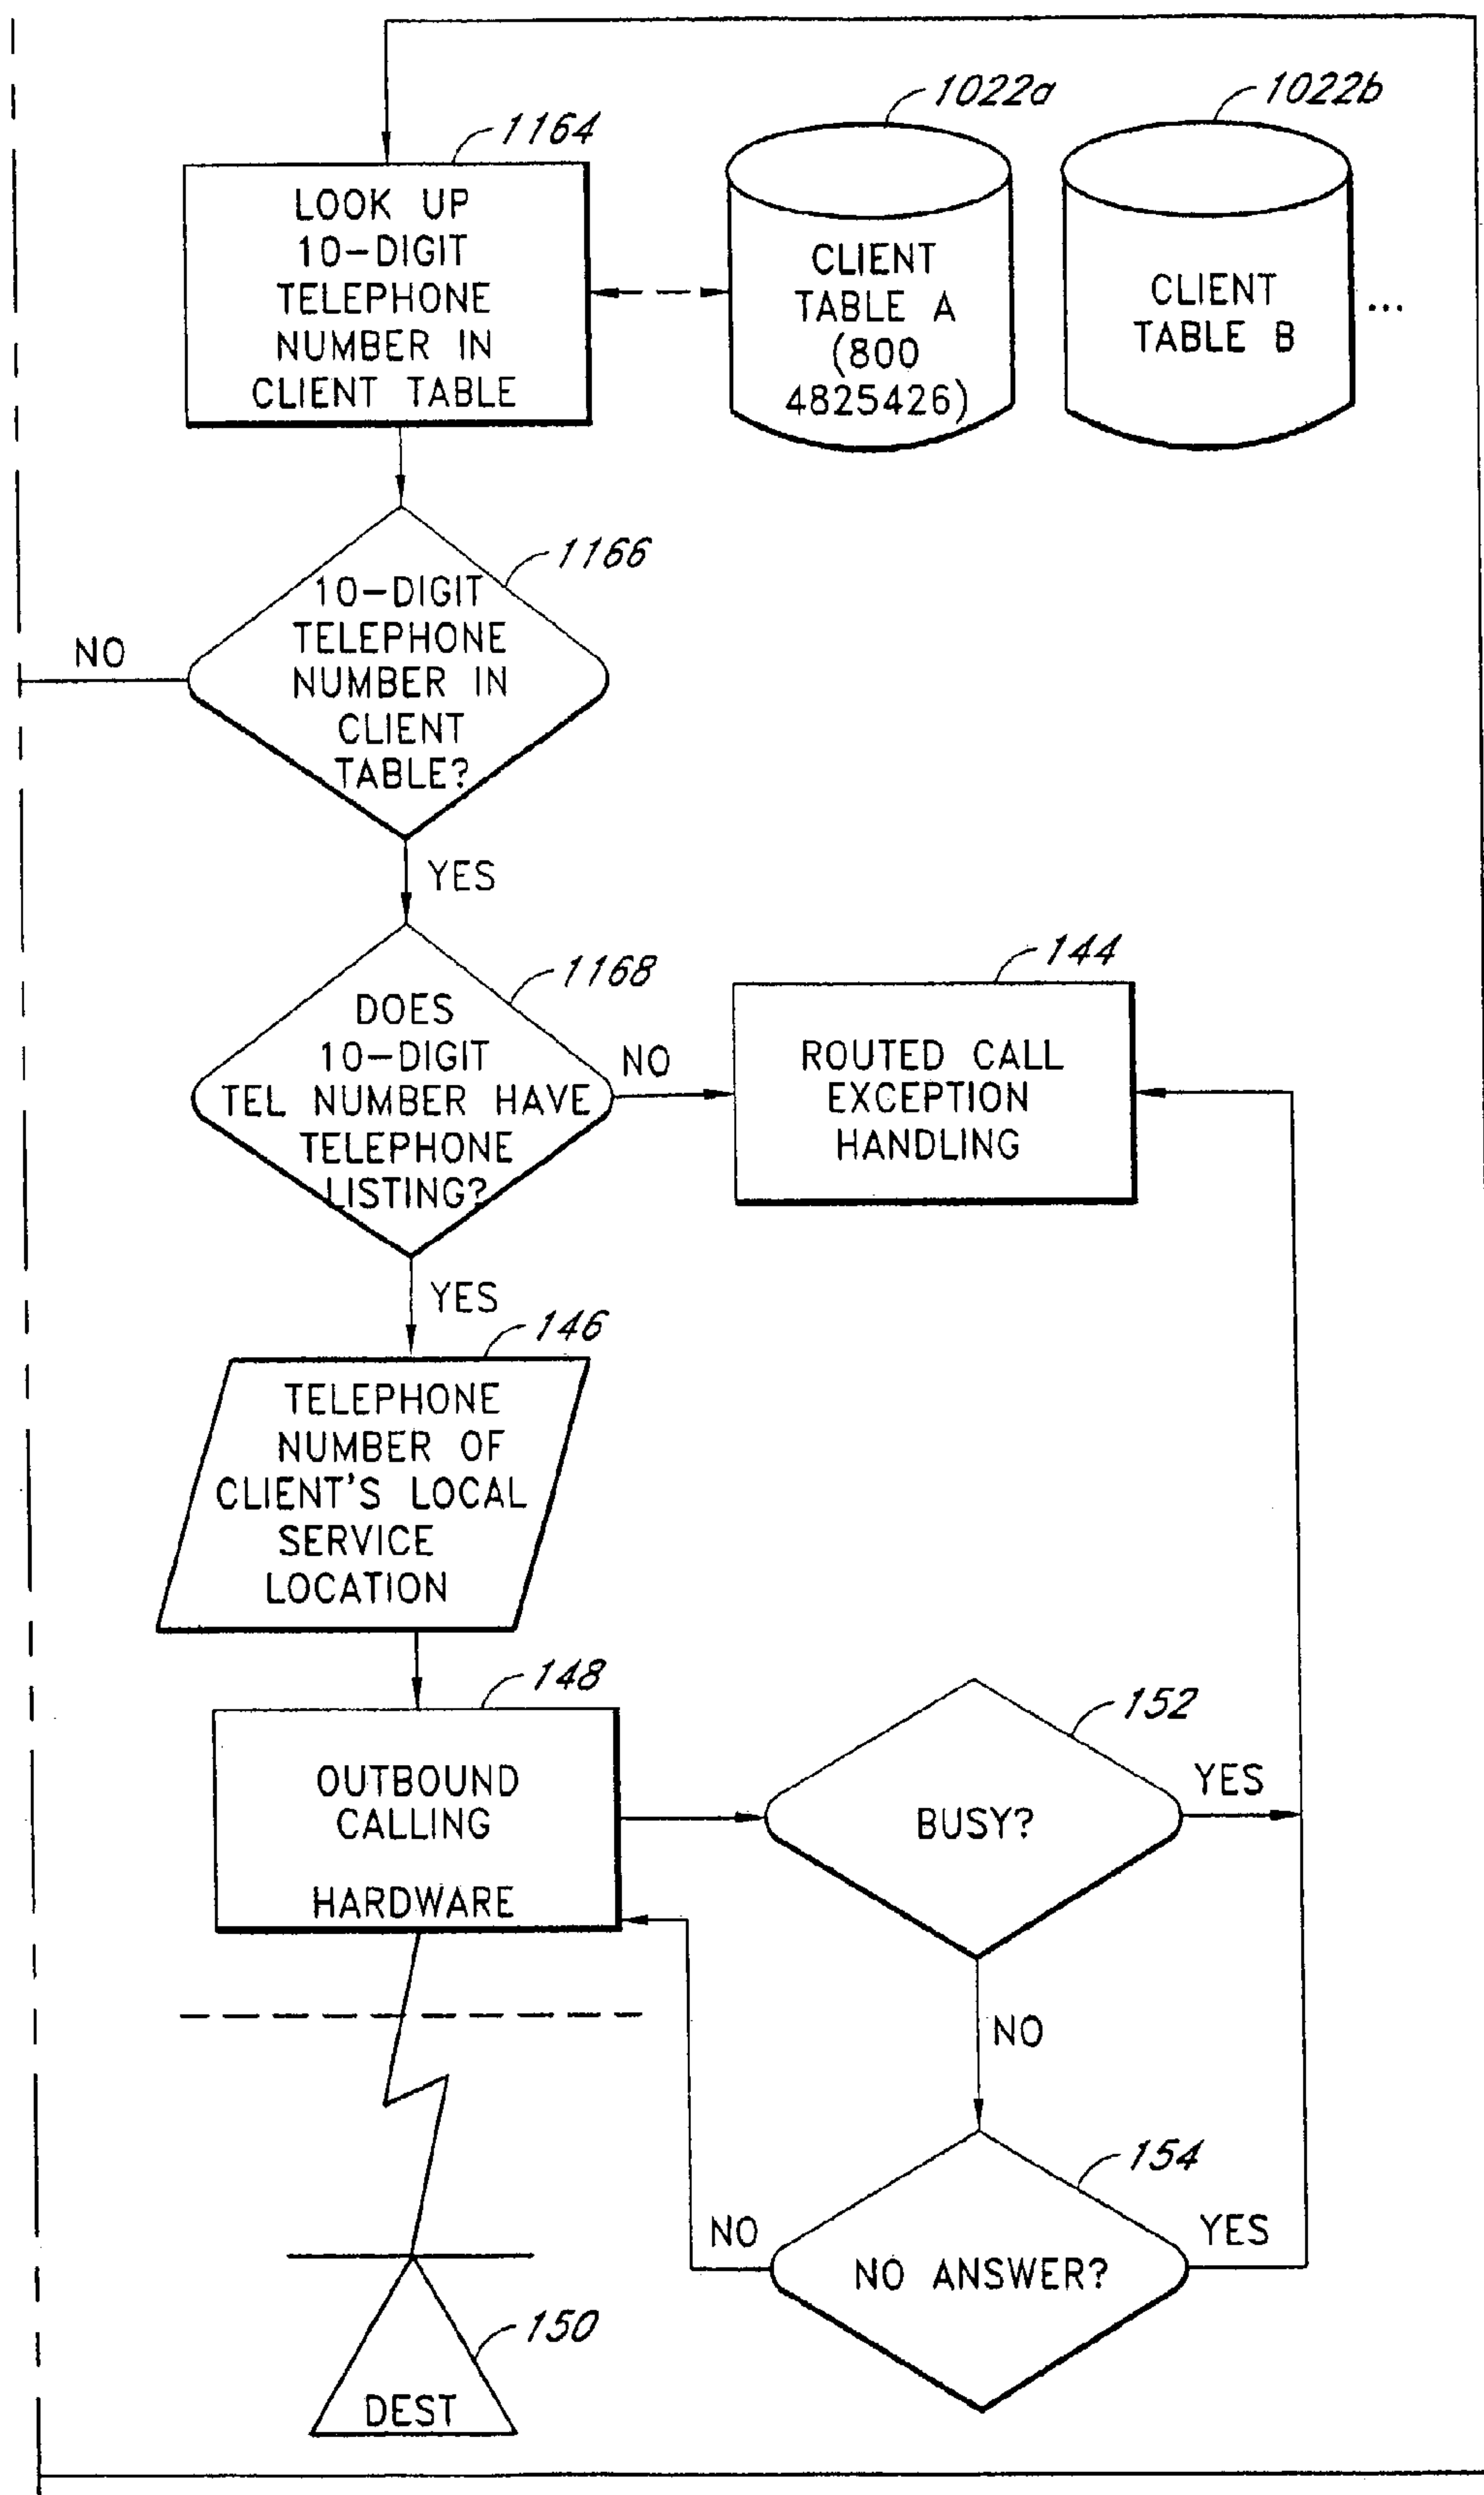 1164
LOOK UP
10-DIGIT
TELEPHONE
NUMBER IN
CLIENT TABLE
1022a
CLIENT
TABLE A
(800
4825426)
1022b
CLIENT
TABLE B
...
1166
10-DIGIT
TELEPHONE
NUMBER IN
CLIENT
TABLE?
NO
YES
1168
DOES
10-DIGIT
TEL NUMBER HAVE
TELEPHONE
LISTING?
NO
144
ROUTED CALL
EXCEPTION
HANDLING
YES
146
TELEPHONE
NUMBER OF
CLIENT'S LOCAL
SERVICE
LOCATION
148
OUTBOUND
CALLING
HARDWARE
152
BUSY?
YES
NO
154
NO ANSWER?
NO
YES
150
DEST